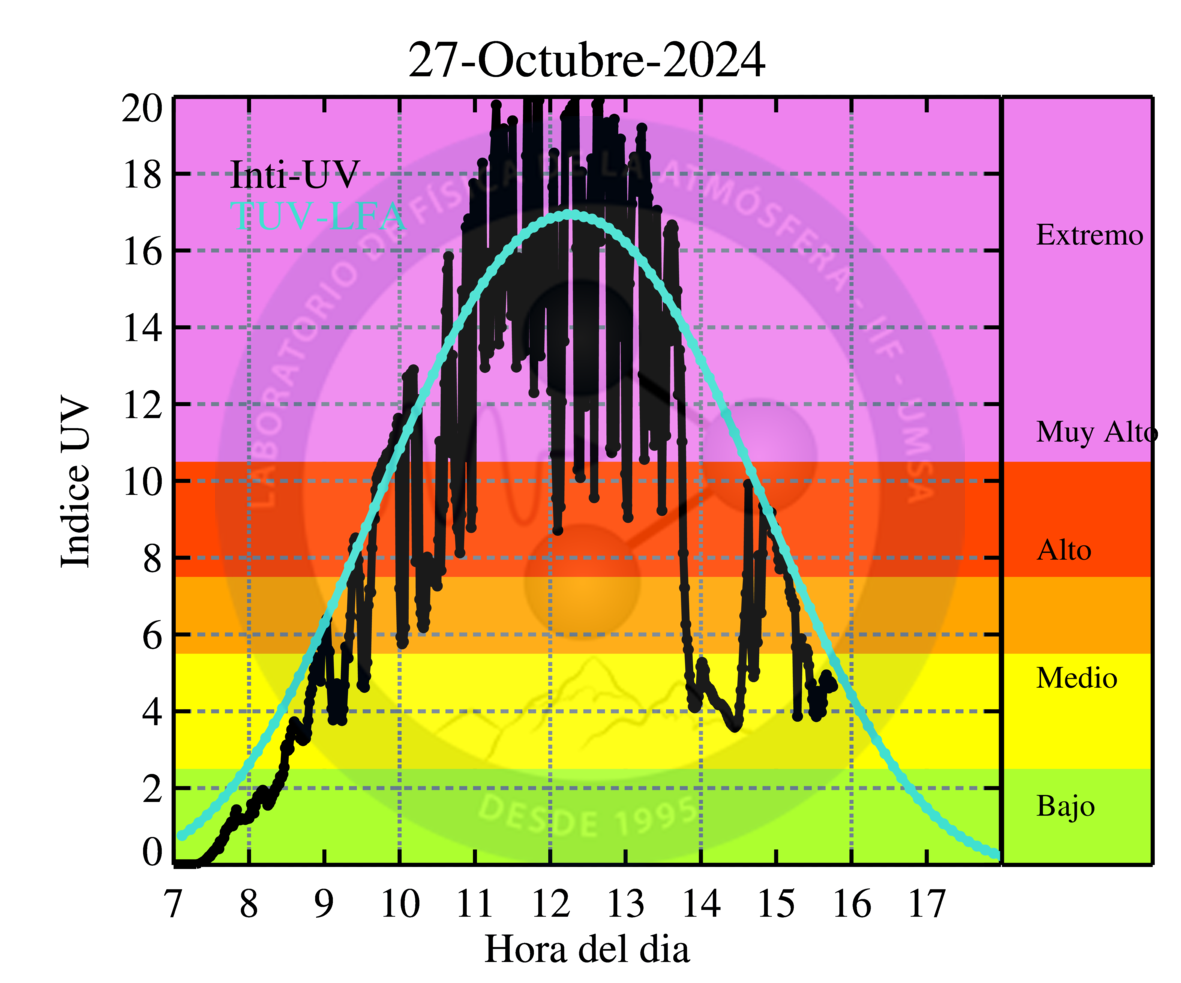 27-Octubre-2024
Indice UV
20
18
16
14
12
10
8
6
4
2
0
Inti-UV
TUV-LFA
LABORATORIO DE FÍSICA DE LA ATMÓSFERA - IIF - UMSA
DESDE 1995
Extremo
Muy Alto
Alto
Medio
Bajo
7 8 9 10 11 12 13 14 15 16 17
Hora del dia